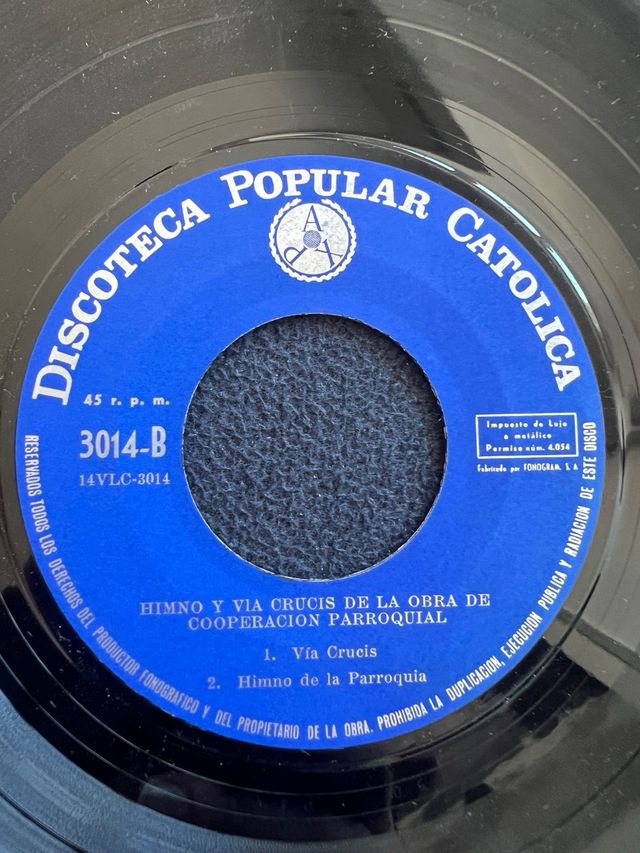 DISCOTECA POPULAR CATOLICA
A
P X
45 r. p. m.
3014-B
14VLC-3014
Impuesto de Lujo
a metálico
Permiso núm. 4.054
Fabricado por FONOGRAM, S. A
HIMNO Y VIA CRUCIS DE LA OBRA DE
COOPERACION PARROQUIAL
1. Vía Crucis
2. Himno de la Parroquia
RESERVADOS TODOS LOS DERECHOS DEL PRODUCTOR FONOGRAFICO Y DEL PROPIETARIO DE LA OBRA. PROHIBIDA LA DUPLICACION, EJECUCION PUBLICA Y RADIACION DE ESTE DISCO